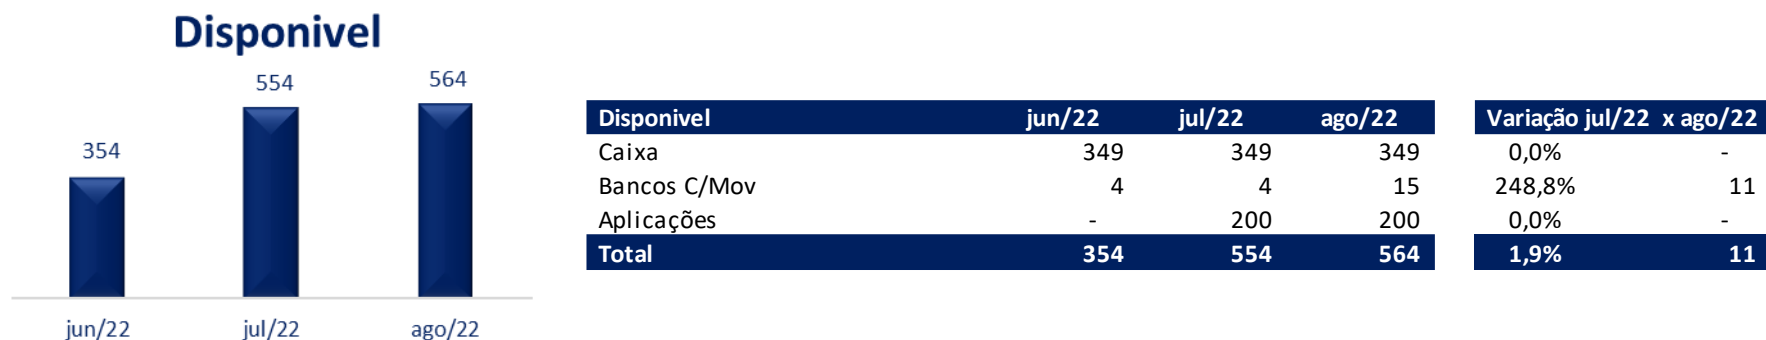 Disponivel
354
554
564
jun/22 jul/22 ago/22
Disponivel jun/22 jul/22 ago/22 Variação jul/22 x ago/22
Caixa 349 349 349 0,0% -
Bancos C/Mov 4 4 15 248,8% 11
Aplicações - 200 200 0,0% -
Total 354 554 564 1,9% 11